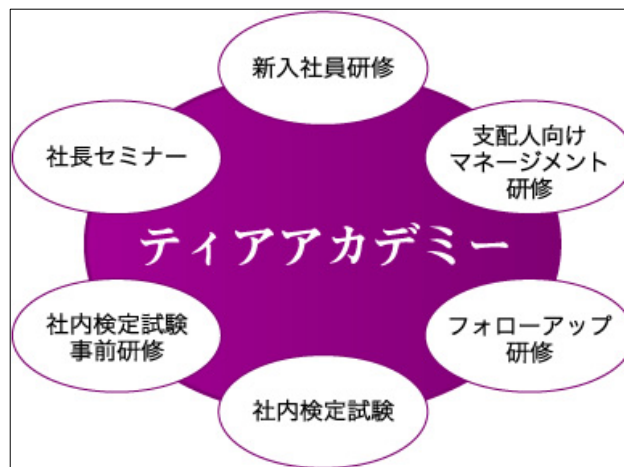 新入社員研修
社長セミナー
支配人向け
マネージメント
研修
ティアアカデミー
社内検定試験
事前研修
フォローアップ
研修
社内検定試験